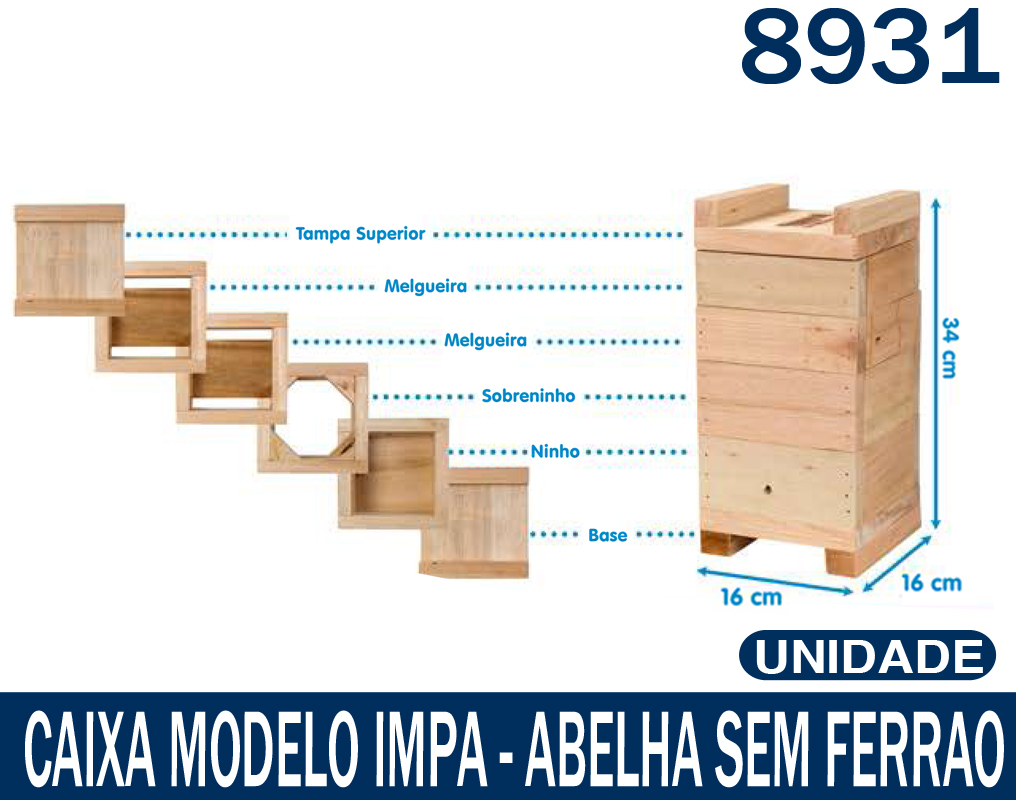 8931
Tampa Superior
Melgueira
Melgueira
Sobreninho
Ninho
Base
34 cm
16 cm
16 cm
UNIDADE
CAIXA MODELO IMPA - ABELHA SEM FERRAO